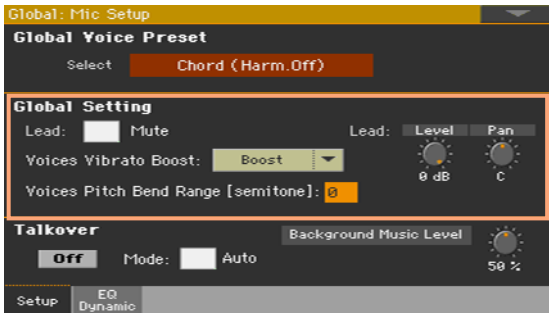 Global: Mic Setup
Global Voice Preset
Select Chord (Harm.Off)
Global Setting
Lead: Mute Lead: Level Pan
Voices Vibrato Boost: Boost
0 dB C
Voices Pitch Bend Range [semitone]: 0
Talkover Background Music Level
Off Mode: Auto
50 %
Setup EQ Dynamic